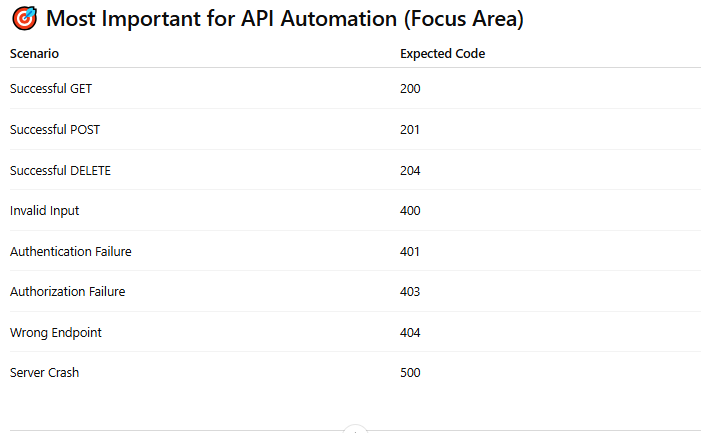 🎯 Most Important for API Automation (Focus Area)
Scenario Expected Code
Successful GET 200
Successful POST 201
Successful DELETE 204
Invalid Input 400
Authentication Failure 401
Authorization Failure 403
Wrong Endpoint 404
Server Crash 500